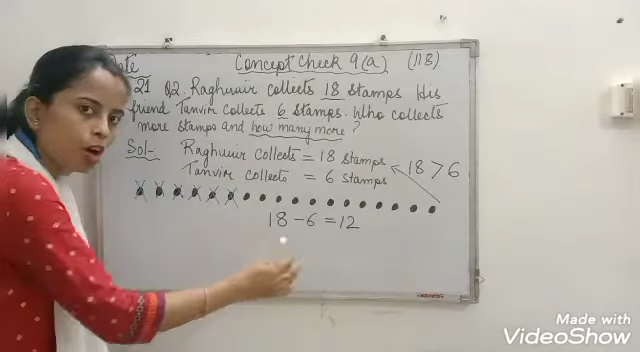 Date Concept Check 9(a) (118)
21 Q2. Raghuvir collects 18 stamps His
friend Tanvir collects 6 stamps. Who collects
more stamps and how many more?
Sol- Raghuvir collects = 18 stamps 18 > 6
Tanvir collects = 6 stamps
18 - 6 = 12
Made with
VideoShow